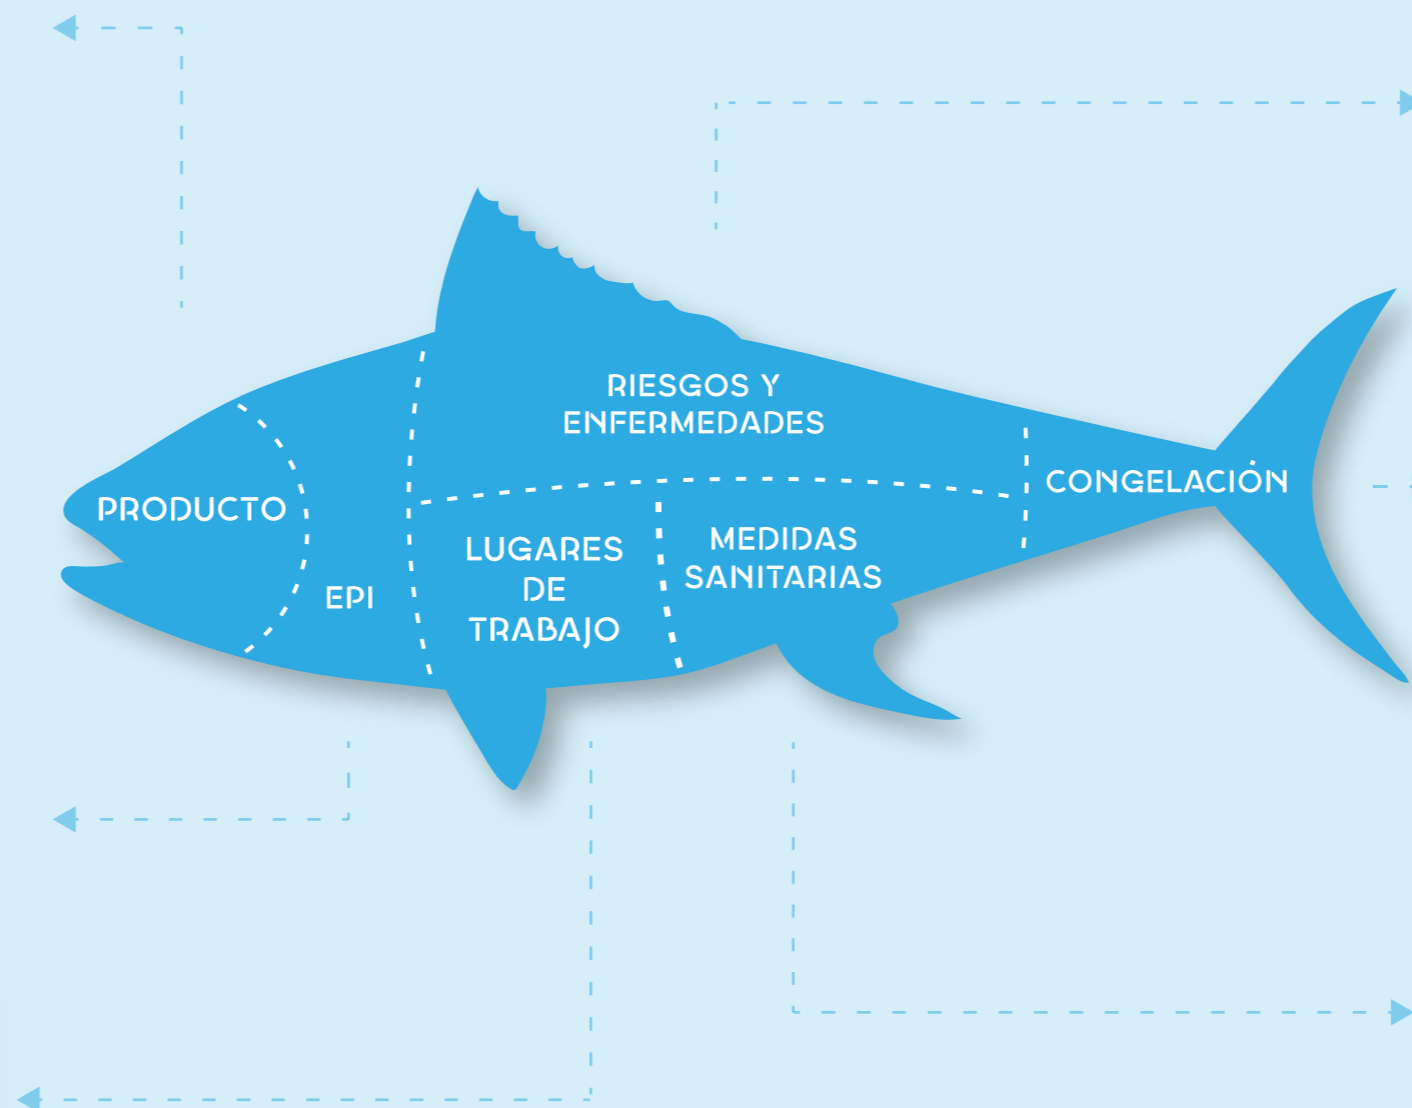 PRODUCTO
EPI
RIESGOS Y
ENFERMEDADES
LUGARES
DE
TRABAJO
MEDIDAS
SANITARIAS
CONGELACIÓN